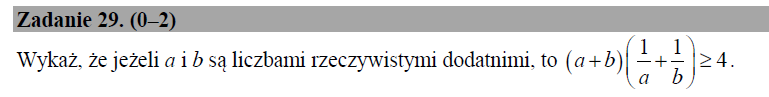 Zadanie 29. (0–2)
Wykaż, że jeżeli a i b są liczbami rzeczywistymi dodatnimi, to (a+b)(1/a+1/b)≥4.